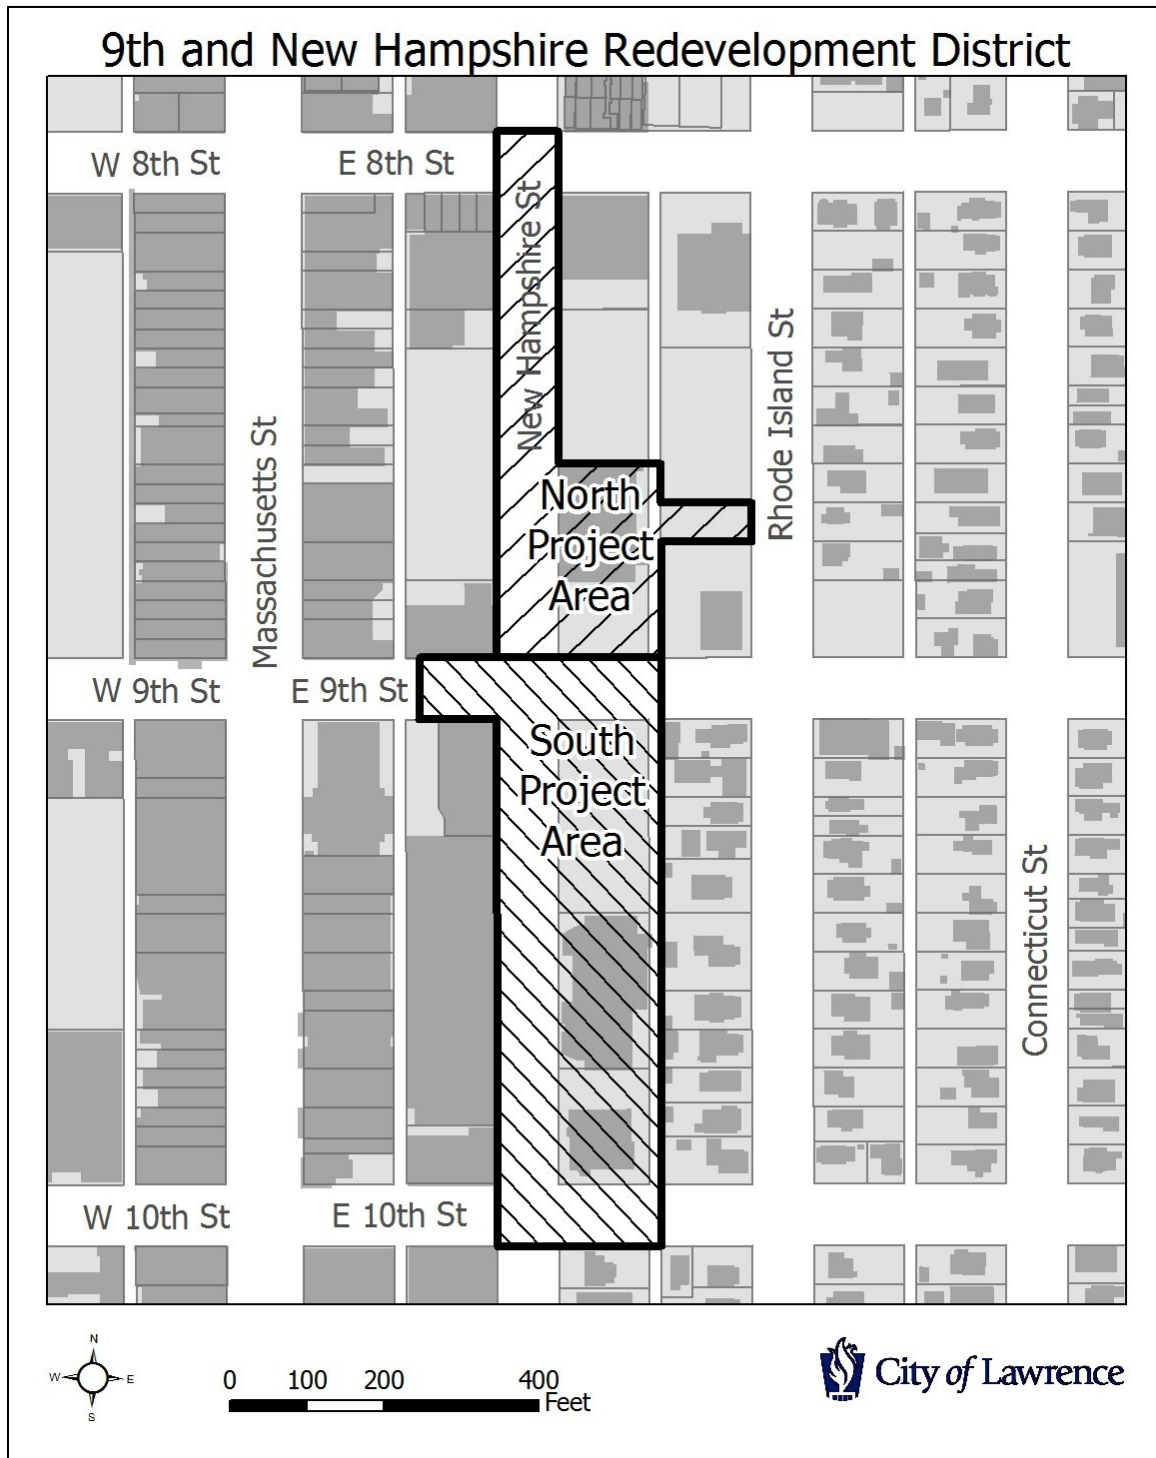 9th and New Hampshire Redevelopment District
W 8th St
E 8th St
New Hampshire St
Massachusetts St
Rhode Island St
North
Project
Area
W 9th St
E 9th St
South
Project
Area
Connecticut St
W 10th St
E 10th St
N
W
E
S
0 100 200 400
Feet
City of Lawrence